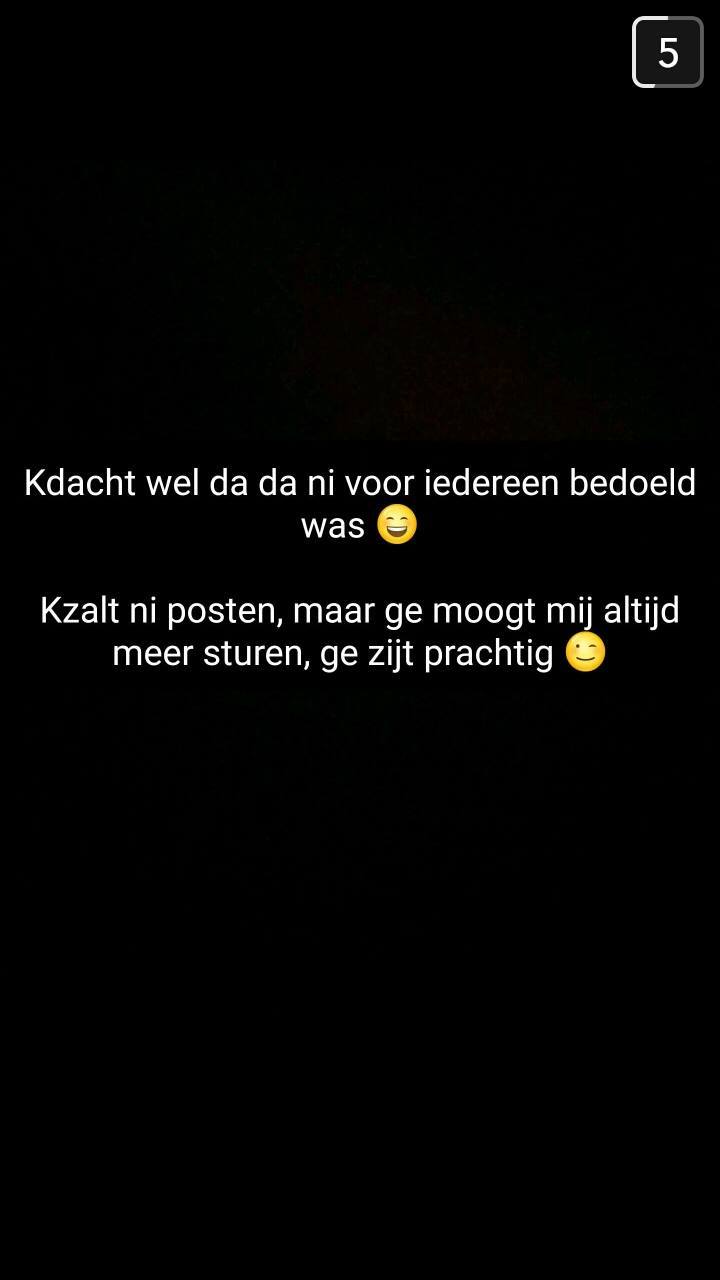 5
Kdacht wel da da ni voor iedereen bedoeld
was 😄
Kzalt ni posten, maar ge moogt mij altijd
meer sturen, ge zijt prachtig 😉